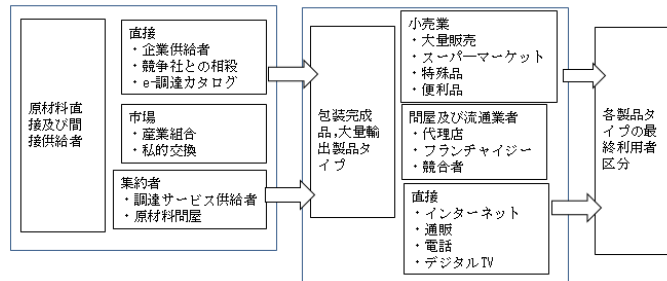 原材料直
接及び間
接供給者
直接
・企業供給者
・競争社との相殺
・e-調達カタログ
市場
・産業組合
・私的交換
集約者
・調達サービス供給者
・原材料問屋
包装完成
品,大量輸
出製品タ
イプ
小売業
・大量販売
・スーパーマーケット
・特殊品
・便利品
問屋及び流通業者
・代理店
・フランチャイジー
・競合者
直接
・インターネット
・通販
・電話
・デジタルTV
各製品タ
イプの最
終利用者
区分